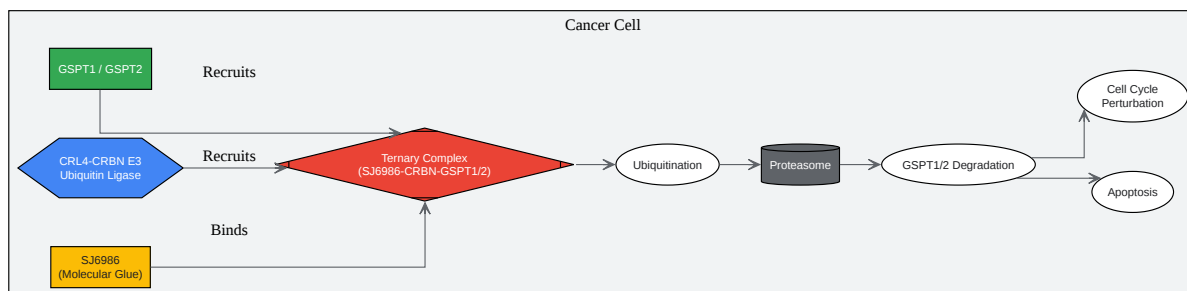 Cancer Cell
GSPT1 / GSPT2
Recruits
CRL4-CRBN E3
Ubiquitin Ligase
Recruits
Ternary Complex
(SJ6986-CRBN-GSPT1/2)
Ubiquitination
Proteasome
GSPT1/2 Degradation
Cell Cycle
Perturbation
Apoptosis
Binds
SJ6986
(Molecular Glue)